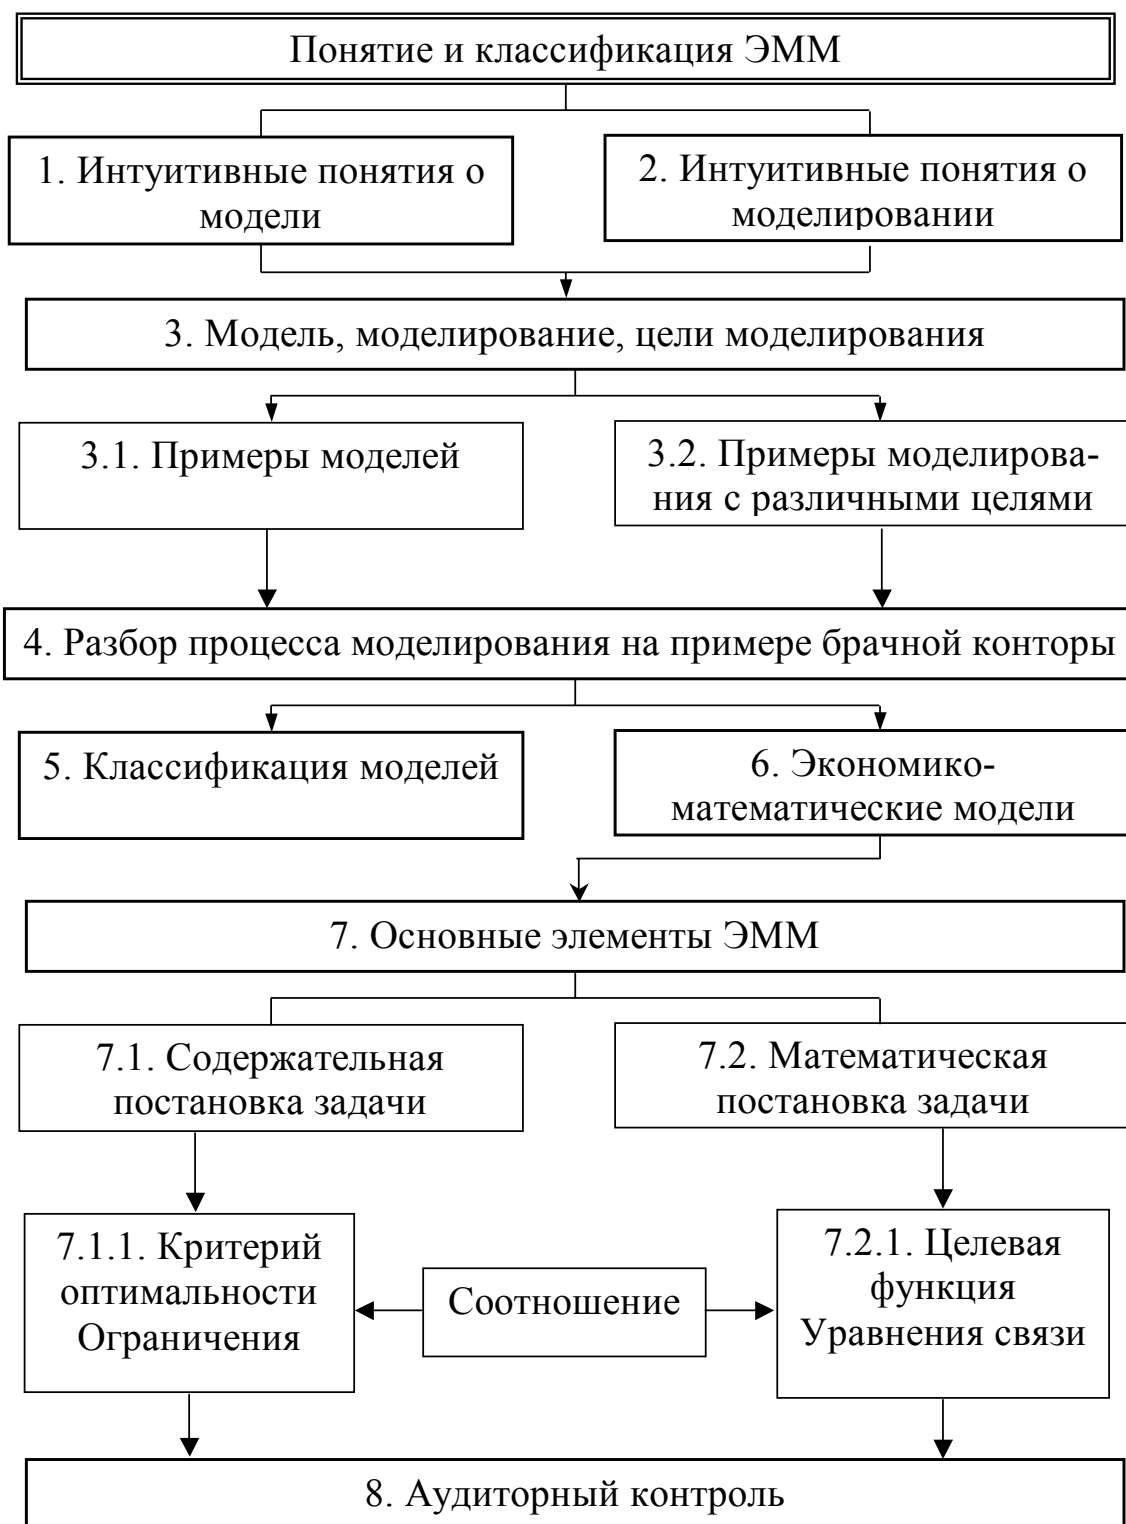 Понятие и классификация ЭММ
1. Интуитивные понятия о
модели
2. Интуитивные понятия о
моделировании
3. Модель, моделирование, цели моделирования
3.1. Примеры моделей
3.2. Примеры моделирова-
ния с различными целями
4. Разбор процесса моделирования на примере брачной конторы
5. Классификация моделей
6. Экономико-
математические модели
7. Основные элементы ЭММ
7.1. Содержательная
постановка задачи
7.2. Математическая
постановка задачи
7.1.1. Критерий
оптимальности
Ограничения
Соотношение
7.2.1. Целевая
функция
Уравнения связи
8. Аудиторный контроль